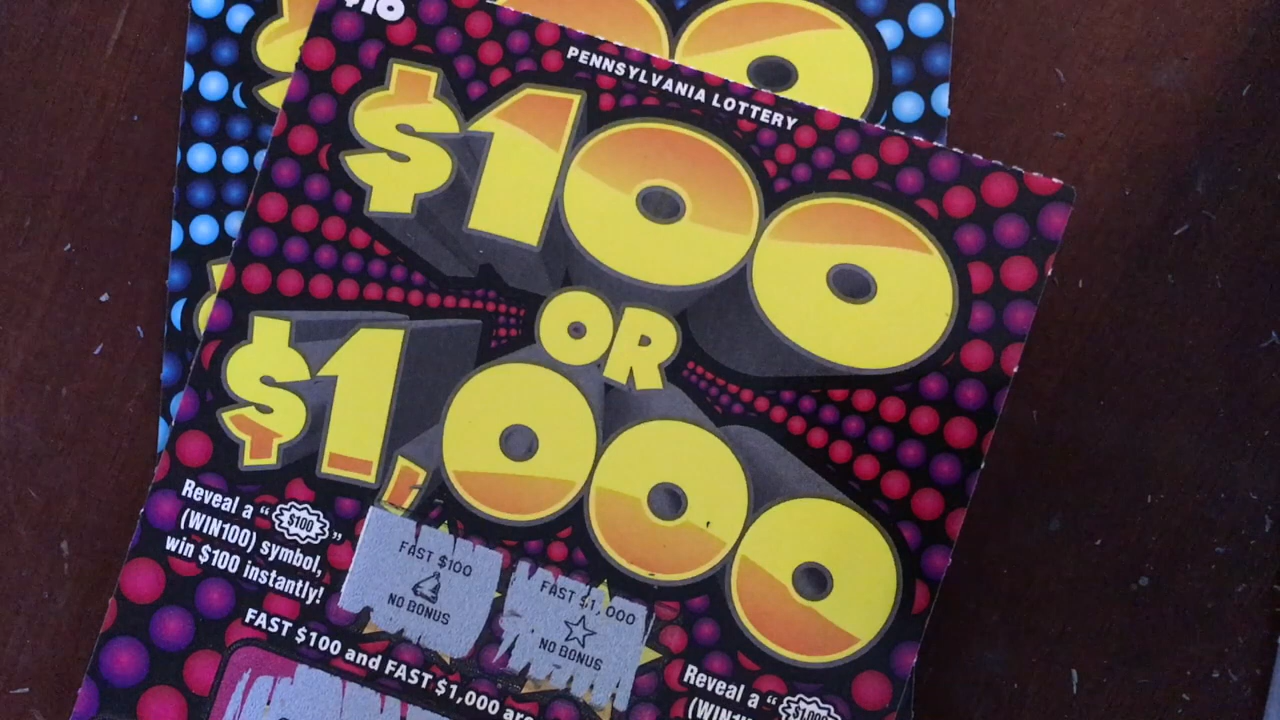 $10
PENNSYLVANIA LOTTERY
$100
OR
$1,000
Reveal a "$100"
(WIN100) symbol,
win $100 instantly!
FAST $100
NO BONUS
FAST $1,000
NO BONUS
FAST $100 and FAST $1,000 are
Reveal a "$1,000